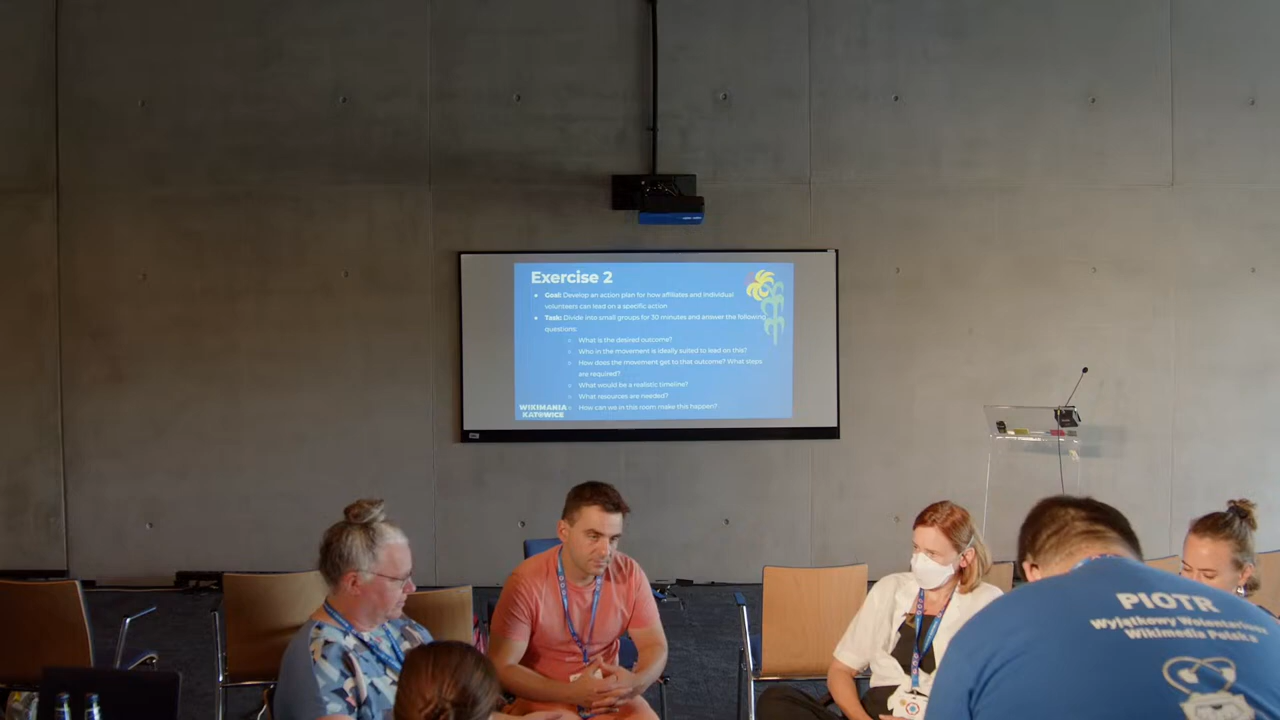 Exercise 2
• Goal: Develop an action plan for how affiliates and individual
volunteers can lead on a specific action
• Task: Divide into small groups for 30 minutes and answer the following
questions:
○ What is the desired outcome?
○ Who in the movement is ideally suited to lead on this?
○ How does the movement get to that outcome? What steps
are required?
○ What would be a realistic timeline?
○ What resources are needed?
○ How can we in this room make this happen?
WIKIMANIA
KATOWICE
PIOTR
Wyjątkowy Wolontariusz
Wikimedia Polska